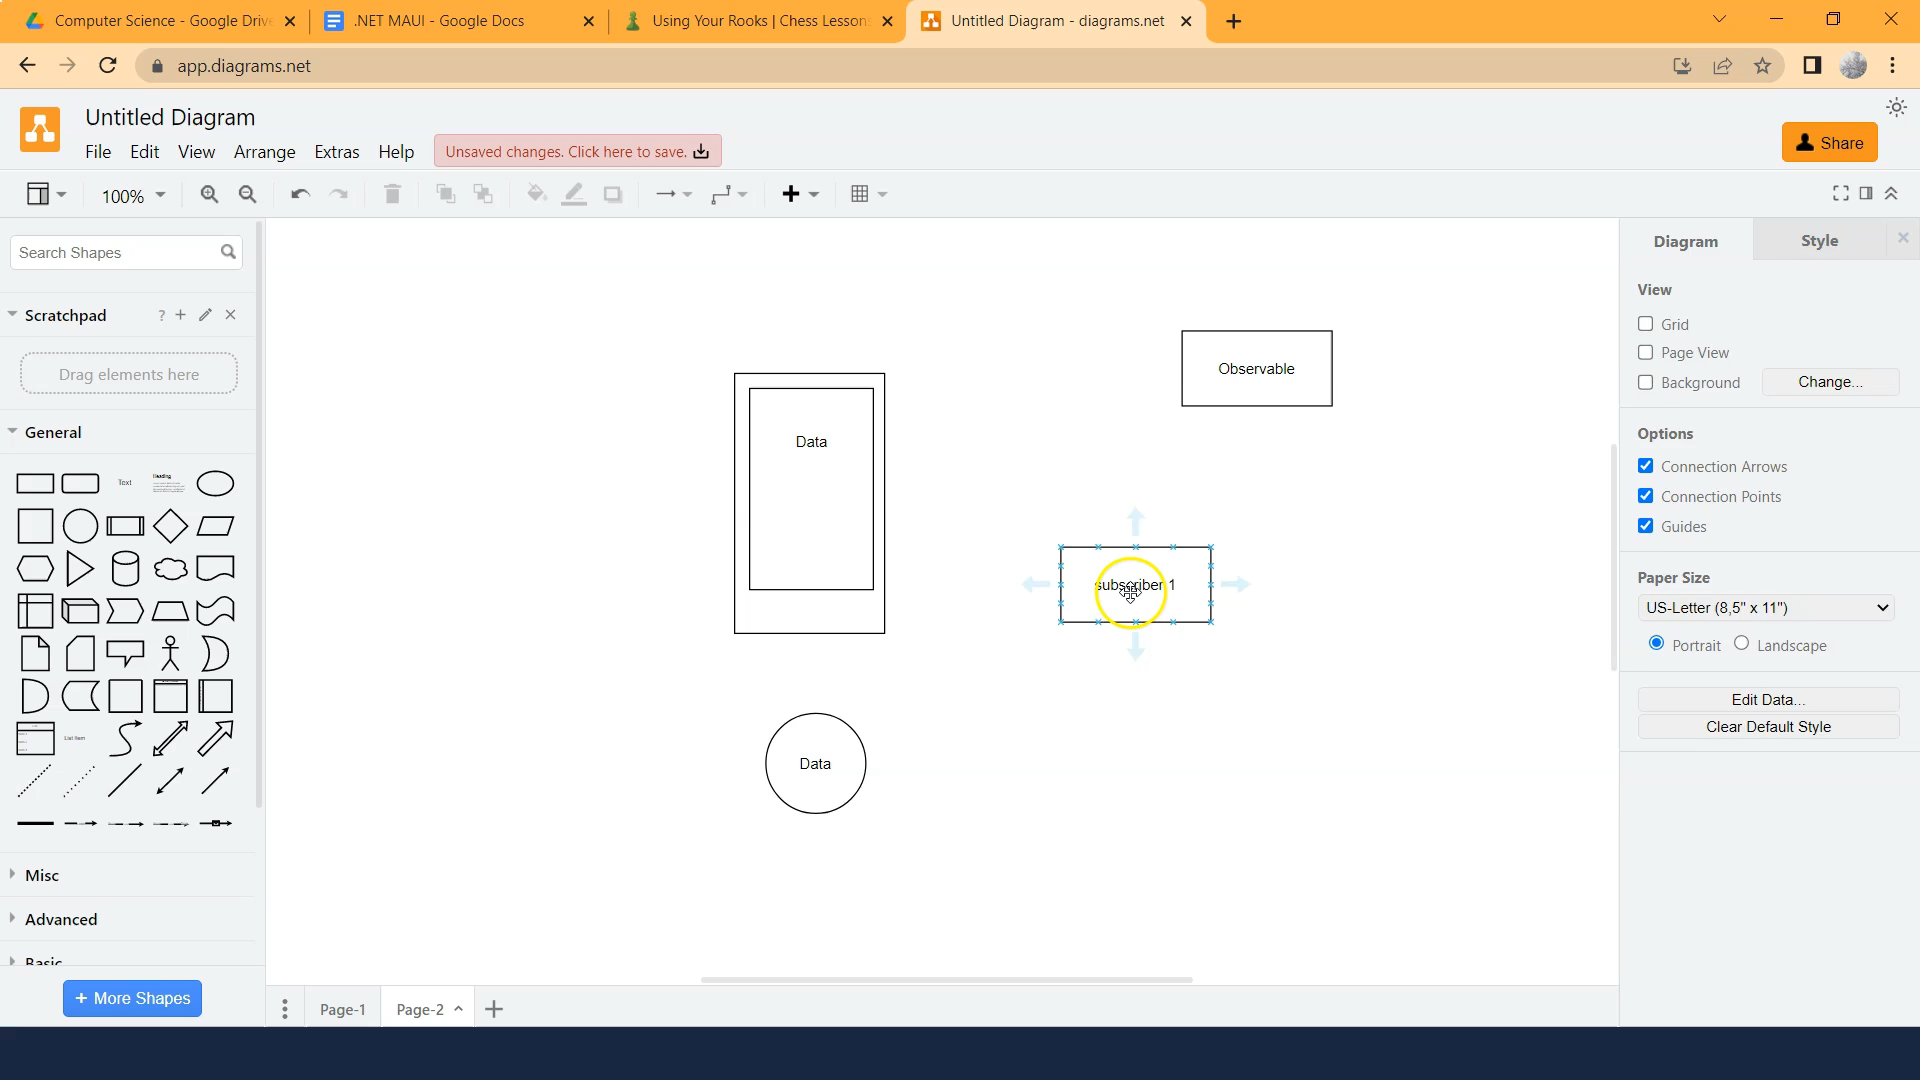 Computer Science - Google Drive
.NET MAUI - Google Docs
Using Your Rooks | Chess Lessons
Untitled Diagram - diagrams.net
app.diagrams.net
Untitled Diagram
File Edit View Arrange Extras Help
Unsaved changes. Click here to save.
Share
100%
Search Shapes
Scratchpad
?
Drag elements here
General
Text
Heading
List Item
Misc
Advanced
Basic
+ More Shapes
Data
Data
Observable
subscriber 1
Page-1
Page-2
Diagram
Style
View
Grid
Page View
Background
Change...
Options
Connection Arrows
Connection Points
Guides
Paper Size
US-Letter (8,5" x 11")
Portrait
Landscape
Edit Data...
Clear Default Style